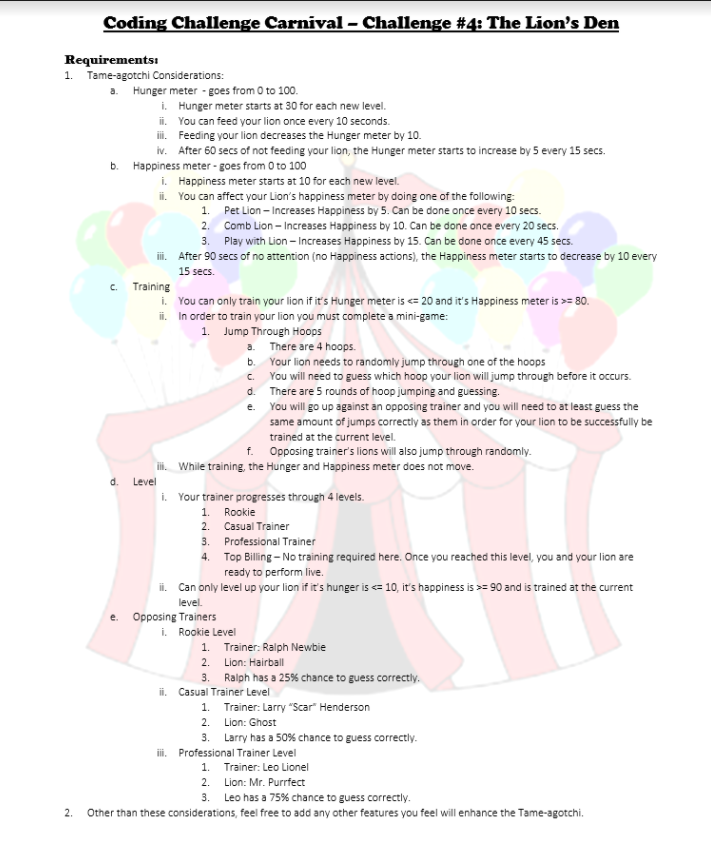 Coding Challenge Carnival – Challenge #4: The Lion's Den
Requirements:
1. Tame-agotchi Considerations:
a. Hunger meter - goes from 0 to 100.
i. Hunger meter starts at 30 for each new level.
ii. You can feed your lion once every 10 seconds.
iii. Feeding your lion decreases the Hunger meter by 10.
iv. After 60 secs of not feeding your lion, the Hunger meter starts to increase by 5 every 15 secs.
b. Happiness meter - goes from 0 to 100
i. Happiness meter starts at 10 for each new level.
ii. You can affect your Lion's happiness meter by doing one of the following:
1. Pet Lion – Increases Happiness by 5. Can be done once every 10 secs.
2. Comb Lion – Increases Happiness by 10. Can be done once every 20 secs.
3. Play with Lion – Increases Happiness by 15. Can be done once every 45 secs.
iii. After 90 secs of no attention (no Happiness actions), the Happiness meter starts to decrease by 10 every
15 secs.
c. Training
i. You can only train your lion if it's Hunger meter is <= 20 and it's Happiness meter is >= 80.
ii. In order to train your lion you must complete a mini-game:
1. Jump Through Hoops
a. There are 4 hoops.
b. Your lion needs to randomly jump through one of the hoops
c. You will need to guess which hoop your lion will jump through before it occurs.
d. There are 5 rounds of hoop jumping and guessing.
e. You will go up against an opposing trainer and you will need to at least guess the
same amount of jumps correctly as them in order for your lion to be successfully be
trained at the current level.
f. Opposing trainer's lions will also jump through randomly.
iii. While training, the Hunger and Happiness meter does not move.
d. Level
i. Your trainer progresses through 4 levels.
1. Rookie
2. Casual Trainer
3. Professional Trainer
4. Top Billing – No training required here. Once you reached this level, you and your lion are
ready to perform live.
ii. Can only level up your lion if it's hunger is <= 10, it's happiness is >= 90 and is trained at the current
level.
e. Opposing Trainers
i. Rookie Level
1. Trainer: Ralph Newbie
2. Lion: Hairball
3. Ralph has a 25% chance to guess correctly.
ii. Casual Trainer Level
1. Trainer: Larry "Scar" Henderson
2. Lion: Ghost
3. Larry has a 50% chance to guess correctly.
iii. Professional Trainer Level
1. Trainer: Leo Lionel
2. Lion: Mr. Purrfect
3. Leo has a 75% chance to guess correctly.
2. Other than these considerations, feel free to add any other features you feel will enhance the Tame-agotchi.